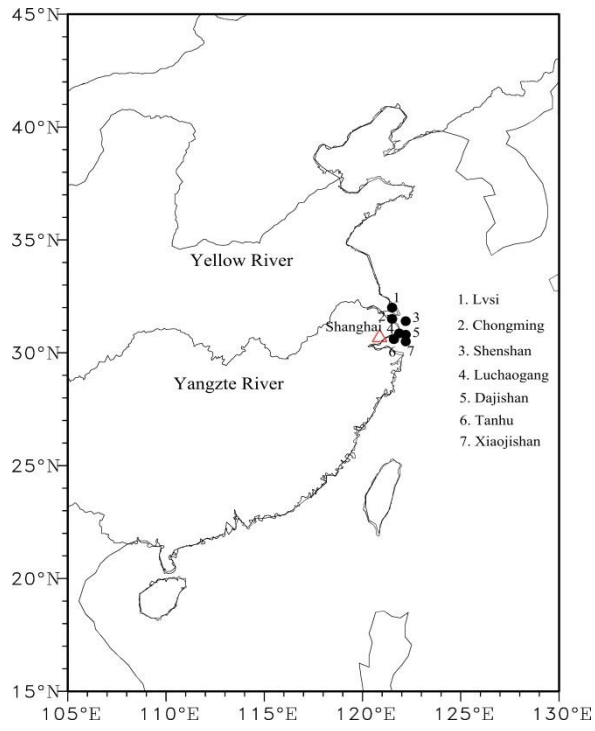 45°N
40°N
35°N
Yellow River
1
1. Lvsi
2
3
2. Chongming
Shanghai
4
5
3. Shenshan
30°N
6
7
4. Luchaogang
Yangzte River
5. Dajishan
6. Tanhu
7. Xiaojishan
25°N
20°N
15°N
105°E
110°E
115°E
120°E
125°E
130°E